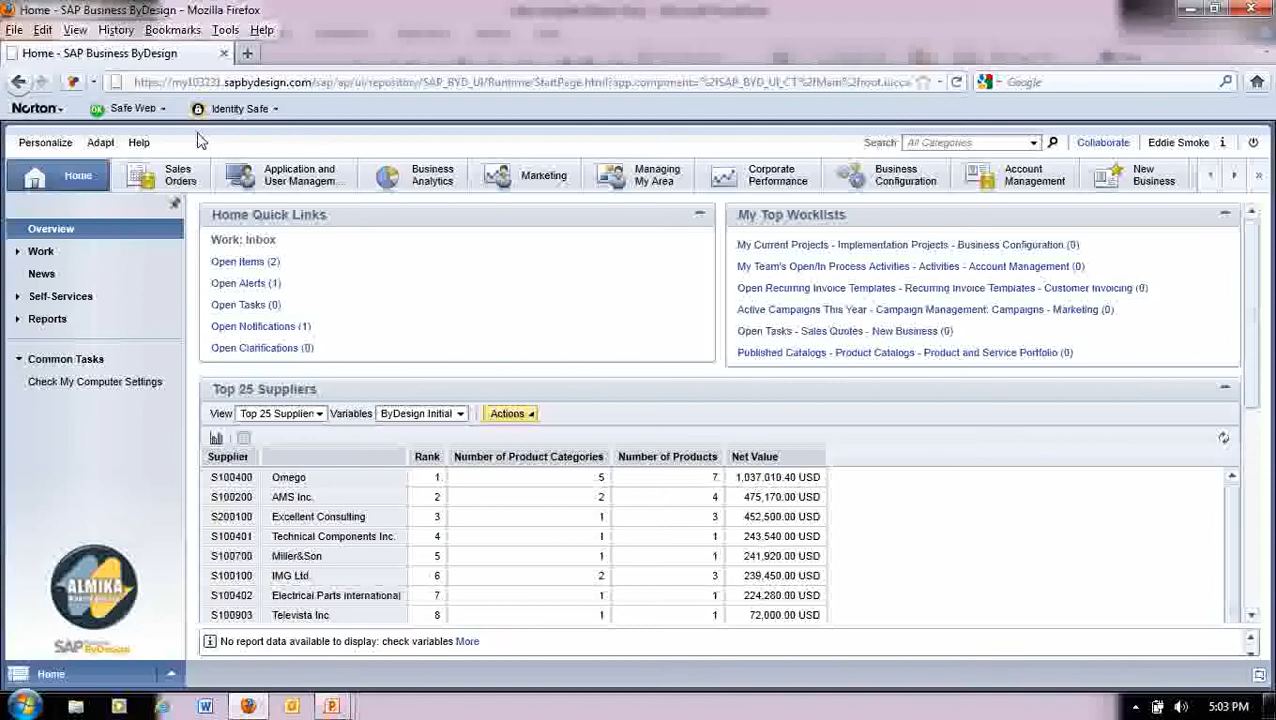 Home - SAP Business ByDesign - Mozilla Firefox
File Edit View History Bookmarks Tools Help
Home - SAP Business ByDesign
Google
Norton Safe Web Identity Safe
Personalize Adapt Help
Search All Categories Collaborate Eddie Smoke
Home
Sales Orders
Application and User Managem...
Business Analytics
Marketing
Managing My Area
Corporate Performance
Business Configuration
Account Management
New Business
Overview
Work
News
Self-Services
Reports
Common Tasks
Check My Computer Settings
Home Quick Links
Work: Inbox
Open Items (2)
Open Alerts (1)
Open Tasks (0)
Open Notifications (1)
Open Clarifications (0)
My Top Worklists
My Current Projects - Implementation Projects - Business Configuration (0)
My Team's Open/In Process Activities - Activities - Account Management (0)
Open Recurring Invoice Templates - Recurring Invoice Templates - Customer Invoicing (0)
Active Campaigns This Year - Campaign Management: Campaigns - Marketing (0)
Open Tasks - Sales Quotes - New Business (0)
Published Catalogs - Product Catalogs - Product and Service Portfolio (0)
Top 25 Suppliers
View Top 25 Supplier Variables ByDesign Initial Actions
Supplier Rank Number of Product Categories Number of Products Net Value
S100400 Omego 1 5 7 1,037,010.40 USD
S100200 AMS Inc. 2 2 4 475,170.00 USD
S200100 Excellent Consulting 3 1 3 452,500.00 USD
S100401 Technical Components Inc. 4 1 1 243,540.00 USD
S100700 Miller&Son 5 1 1 241,920.00 USD
S100100 IMG Ltd. 6 2 3 239,450.00 USD
S100402 Electrical Parts International 7 1 1 224,280.00 USD
S100903 Televista Inc 8 1 1 72,000.00 USD
No report data available to display: check variables More
ALMIKA
SAP Business ByDesign
Home
5:03 PM